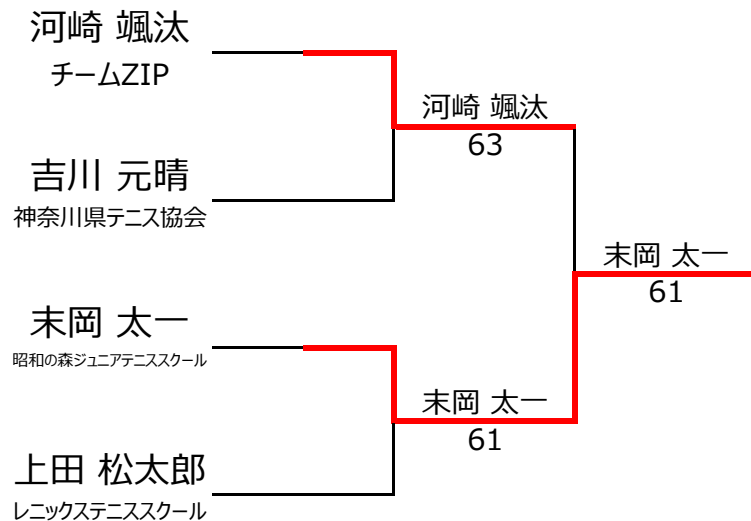 河崎 颯汰
チームZIP
吉川 元晴
神奈川県テニス協会
末岡 太一
昭和の森ジュニアテニススクール
上田 松太郎
レニックステニススクール
河崎 颯汰
63
末岡 太一
61
末岡 太一
61